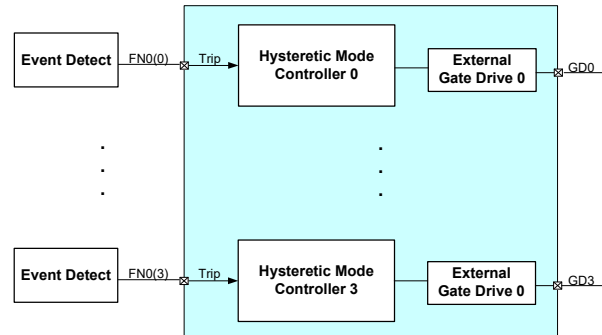 Event Detect
FN0(0)
Trip
Hysteretic Mode
Controller 0
External
Gate Drive 0
GD0
Event Detect
FN0(3)
Trip
Hysteretic Mode
Controller 3
External
Gate Drive 0
GD3